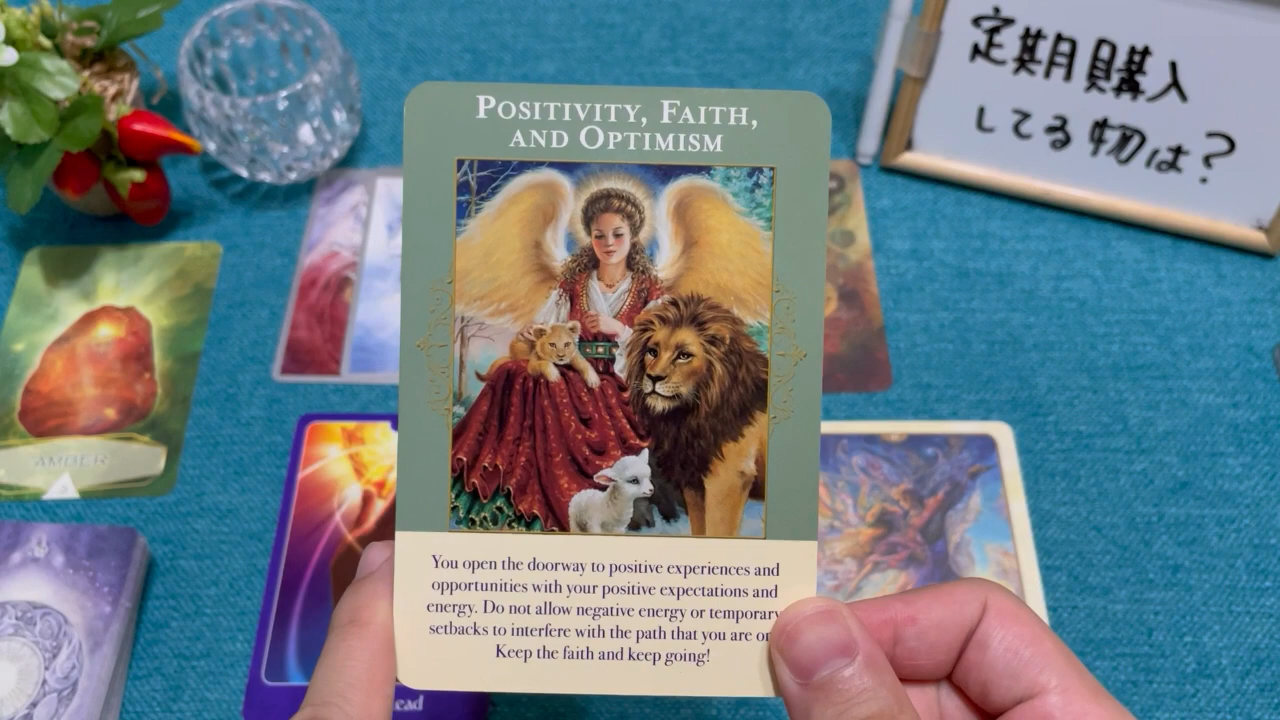 定期購入
してる物は?
POSITIVITY, FAITH,
AND OPTIMISM
You open the doorway to positive experiences and
opportunities with your positive expectations and
energy. Do not allow negative energy or temporary
setbacks to interfere with the path that you are on
Keep the faith and keep going!
AMBER